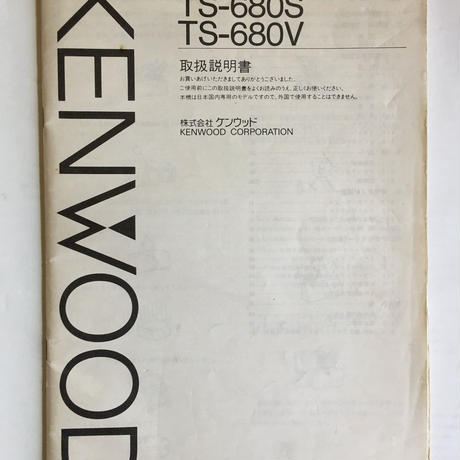 KENWOOD
TS-680S
TS-680V
取扱説明書
お買いあげいただきましてありがとうございました。
ご使用前にこの取扱説明書をよくお読みのうえ、正しくお使いください。
本機は日本国内専用のモデルですので、外国で使用することはできません。
株式会社 ケンウッド
KENWOOD CORPORATION